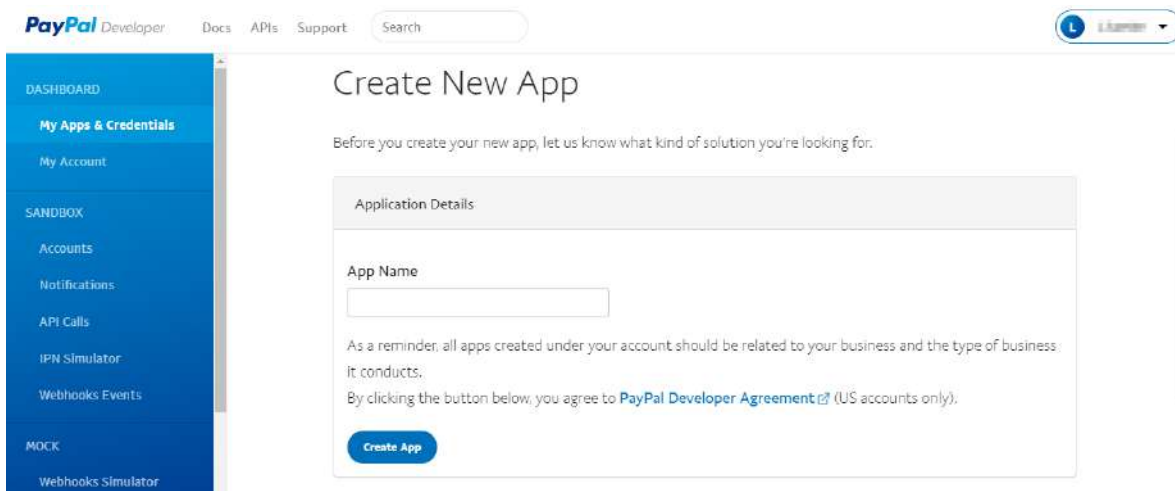 PayPal Developer
Docs
APIs
Support
Search
L
DASHBOARD
My Apps & Credentials
My Account
SANDBOX
Accounts
Notifications
API Calls
IPN Simulator
Webhooks Events
MOCK
Webhooks Simulator
Create New App
Before you create your new app, let us know what kind of solution you're looking for.
Application Details
App Name
As a reminder, all apps created under your account should be related to your business and the type of business
it conducts.
By clicking the button below, you agree to PayPal Developer Agreement (US accounts only).
Create App